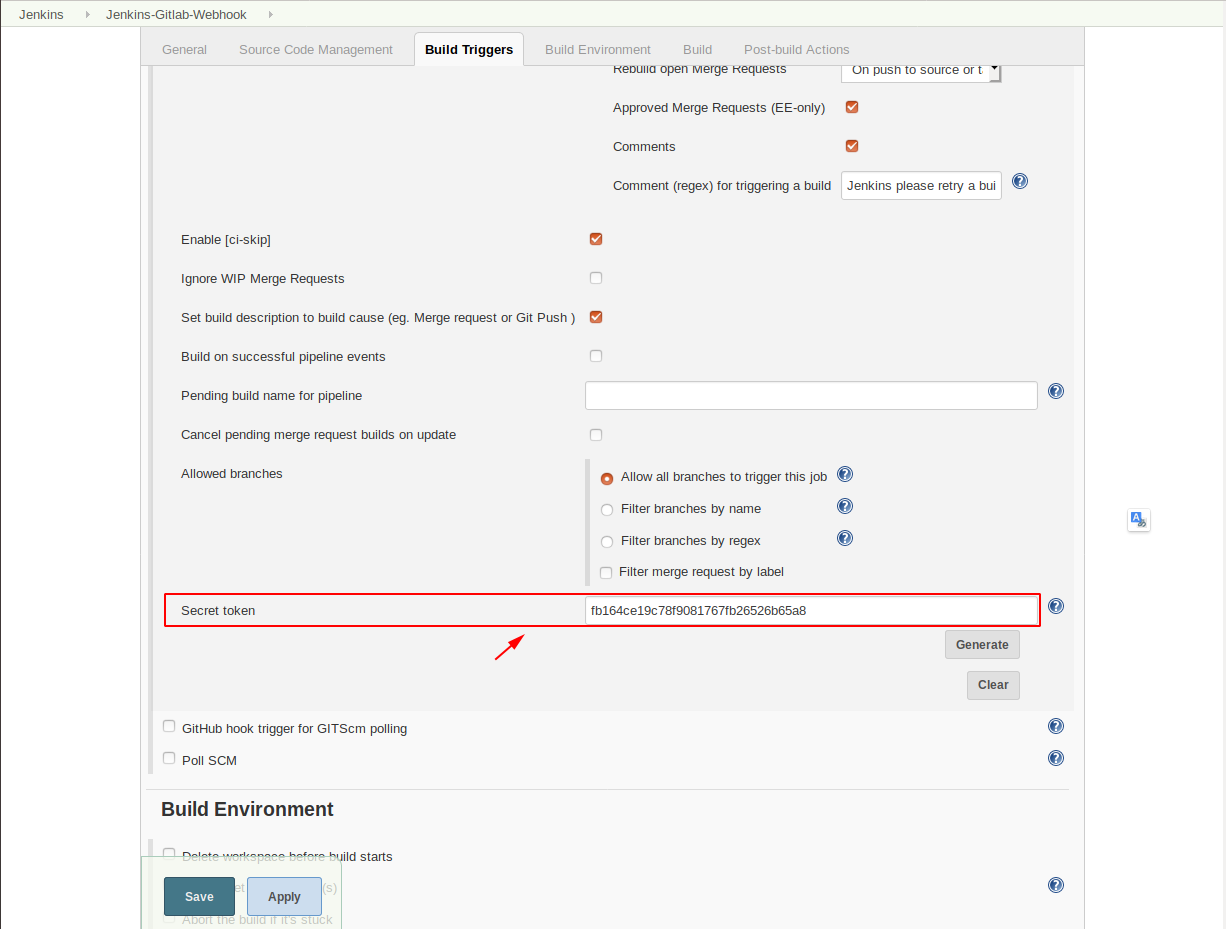 Jenkins Jenkins-Gitlab-Webhook
General Source Code Management Build Triggers Build Environment Build Post-build Actions
Rebuild open Merge Requests On push to source or t
Approved Merge Requests (EE-only)
Comments
Comment (regex) for triggering a build Jenkins please retry a bui
Enable [ci-skip]
Ignore WIP Merge Requests
Set build description to build cause (eg. Merge request or Git Push )
Build on successful pipeline events
Pending build name for pipeline
Cancel pending merge request builds on update
Allowed branches Allow all branches to trigger this job
Filter branches by name
Filter branches by regex
Filter merge request by label
Secret token fb164ce19c78f9081767fb26526b65a8
Generate
Clear
GitHub hook trigger for GITScm polling
Poll SCM
Build Environment
Delete workspace before build starts
Save Apply (s)
Abort the build if it's stuck